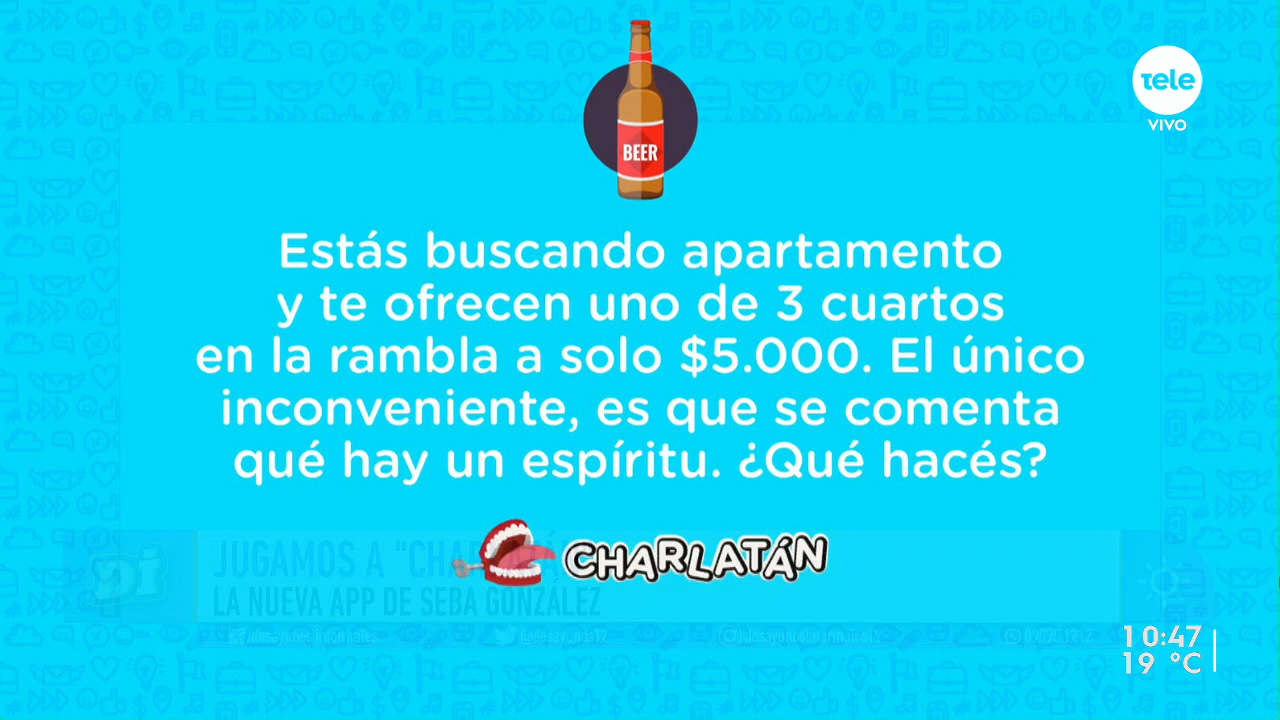 BEER
tele
VIVO
Estás buscando apartamento
y te ofrecen uno de 3 cuartos
en la rambla a solo $5.000. El único
inconveniente, es que se comenta
qué hay un espíritu. ¿Qué hacés?
CHARLATÁN
JUGAMOS A "CHARLATÁN
LA NUEVA APP DE SEBA GONZÁLEZ
10:47
19 °C